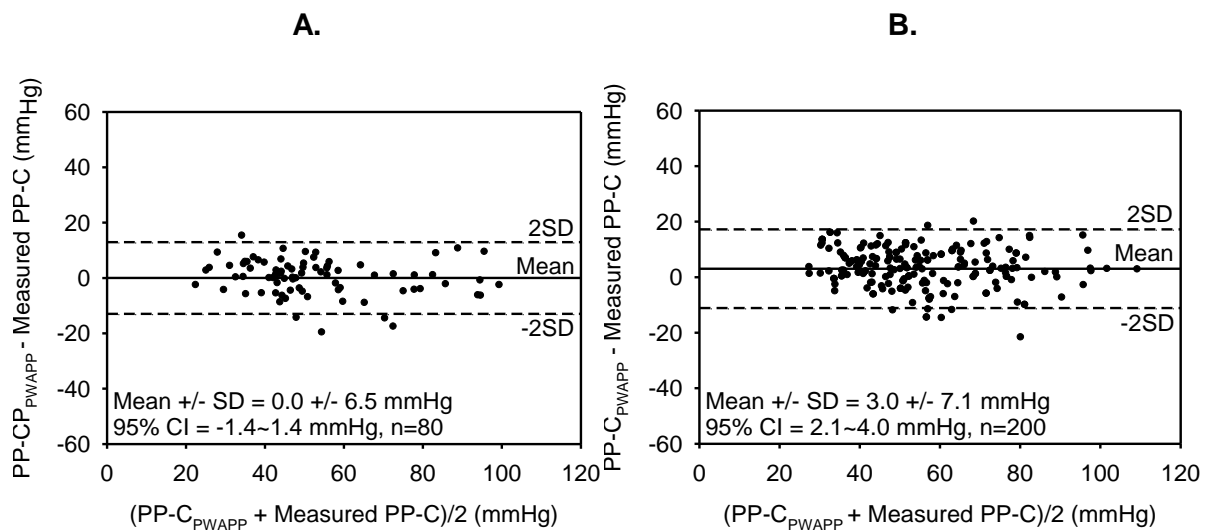 A.
PP-CP_PWAPP - Measured PP-C (mmHg)
60
40
20
0
-20
-40
-60
2SD
Mean
-2SD
Mean +/- SD = 0.0 +/- 6.5 mmHg
95% CI = -1.4~1.4 mmHg, n=80
0 20 40 60 80 100 120
(PP-C_PWAPP + Measured PP-C)/2 (mmHg)
B.
PP-C_PWAPP - Measured PP-C (mmHg)
60
40
20
0
-20
-40
-60
2SD
Mean
-2SD
Mean +/- SD = 3.0 +/- 7.1 mmHg
95% CI = 2.1~4.0 mmHg, n=200
0 20 40 60 80 100 120
(PP-C_PWAPP + Measured PP-C)/2 (mmHg)